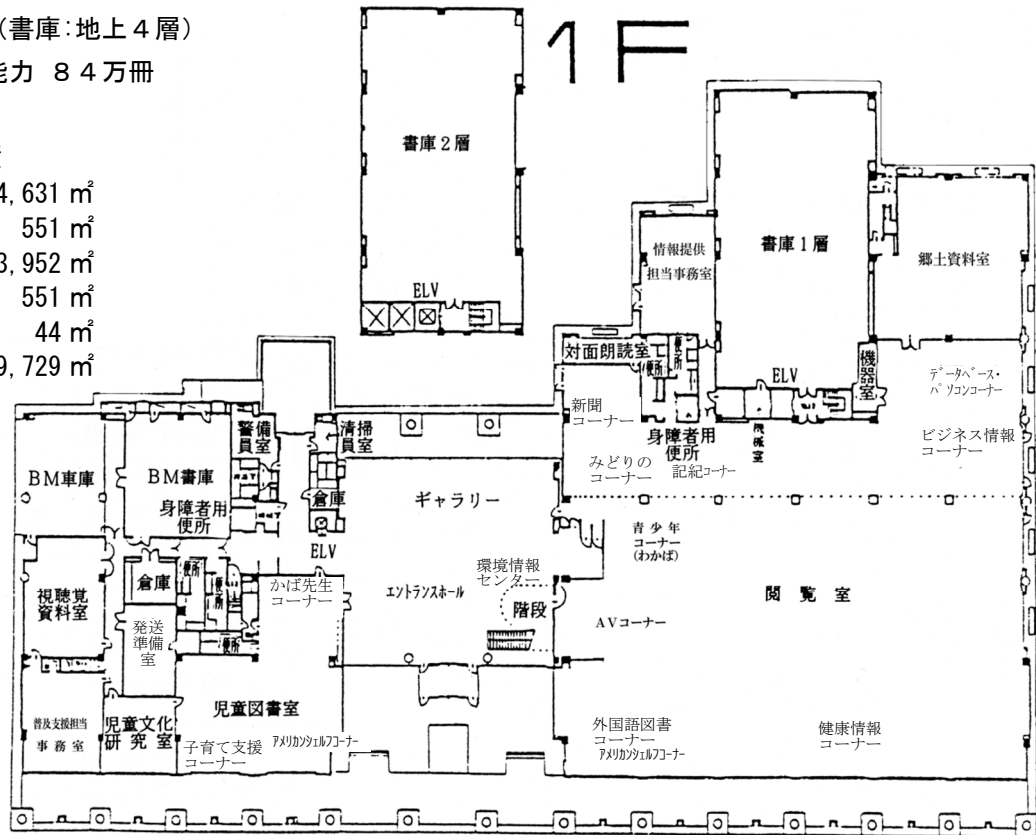 (書庫:地上４層)
能力 ８４万冊
4,631 ㎡
551 ㎡
3,952 ㎡
551 ㎡
44 ㎡
9,729 ㎡
1F
書庫２層
ELV
書庫１層
情報提供
担当事務室
郷土資料室
対面朗読室
便所
便所
ELV
機器室
機械室
新聞
コーナー
身障者用
便所
みどりの
コーナー
記紀コーナー
データベース・
パソコンコーナー
ビジネス情報
コーナー
警備
員室
清掃
員室
BM車庫
BM書庫
身障者用
便所
倉庫
ELV
ギャラリー
青少年
コーナー
(わかば)
視聴覚
資料室
倉庫
便所
便所
便所
発送
準備
室
かば先生
コーナー
エントランスホール
環境情報
センター
階段
AVコーナー
閲覧室
普及支援担当
事務室
児童文化
研究室
児童図書室
子育て支援
コーナー
アメリカンシェルフコーナー
外国語図書
コーナー
アメリカンシェルフコーナー
健康情報
コーナー